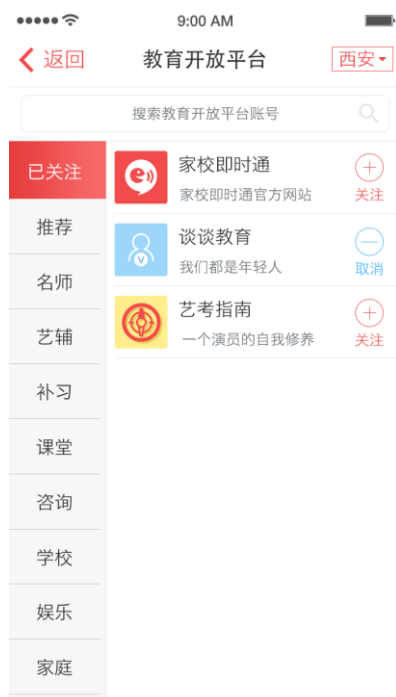 9:00 AM
返回
教育开放平台
西安
搜索教育开放平台账号
已关注
推荐
名师
艺辅
补习
课堂
咨询
学校
娱乐
家庭
家校即时通
家校即时通官方网站
关注
谈谈教育
我们都是年轻人
取消
艺考指南
一个演员的自我修养
关注